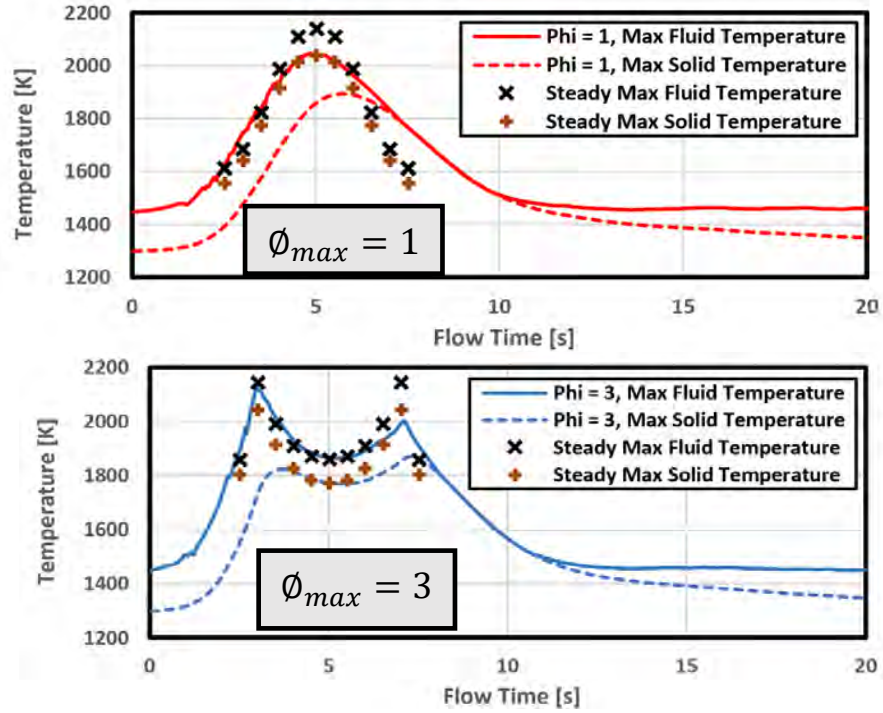 2200
2000
1800
1600
1400
1200
Temperature [K]
Phi = 1, Max Fluid Temperature
Phi = 1, Max Solid Temperature
Steady Max Fluid Temperature
Steady Max Solid Temperature
∅max = 1
0 5 10 15 20
Flow Time [s]
2200
2000
1800
1600
1400
1200
Temperature [K]
Phi = 3, Max Fluid Temperature
Phi = 3, Max Solid Temperature
Steady Max Fluid Temperature
Steady Max Solid Temperature
∅max = 3
0 5 10 15 20
Flow Time [s]